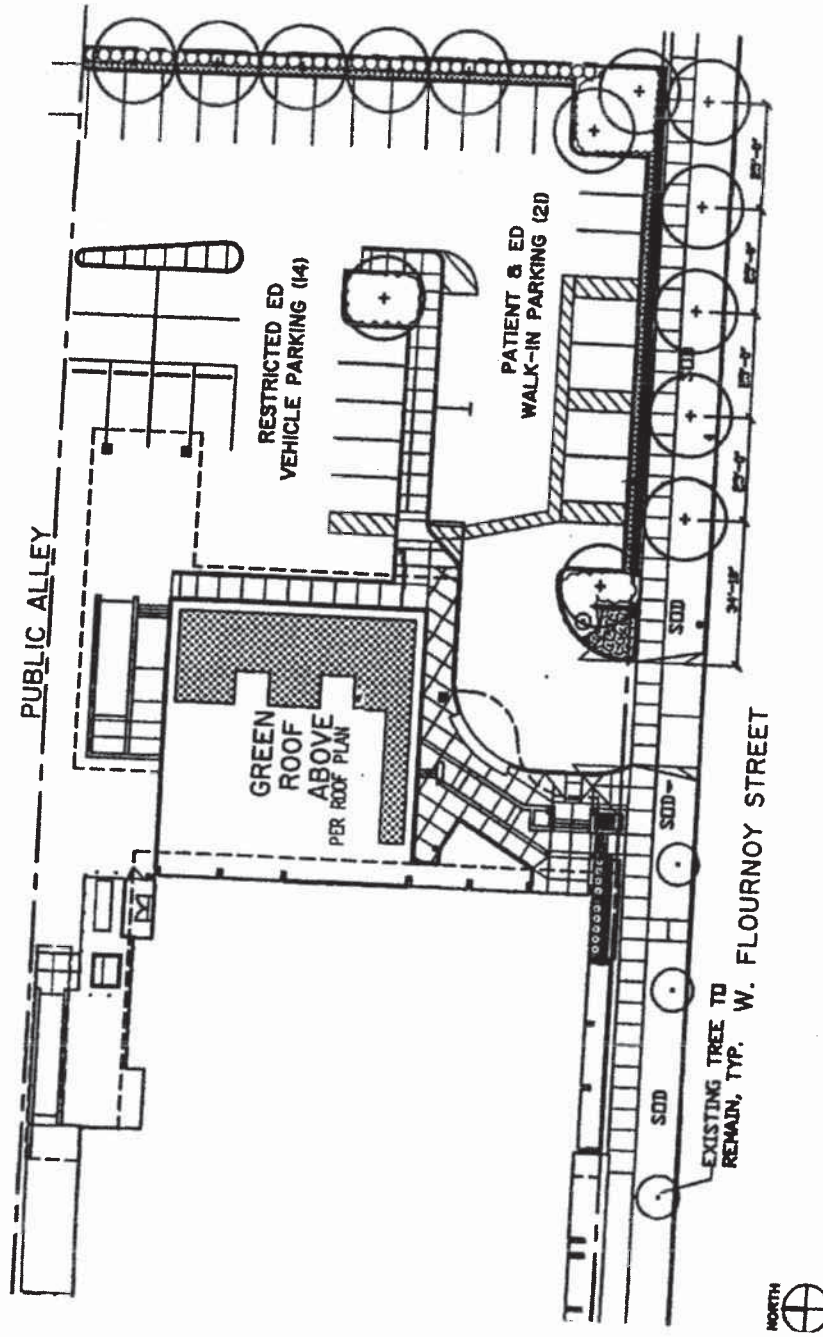 PUBLIC ALLEY
RESTRICTED ED
VEHICLE PARKING (14)
PATIENT & ED
WALK-IN PARKING (21)
GREEN
ROOF
ABOVE
PER ROOF PLAN
SOD
SOD
SOD
SOD
EXISTING TREE TO
REMAIN, TYP.
W. FLOURNOY STREET
NORTH